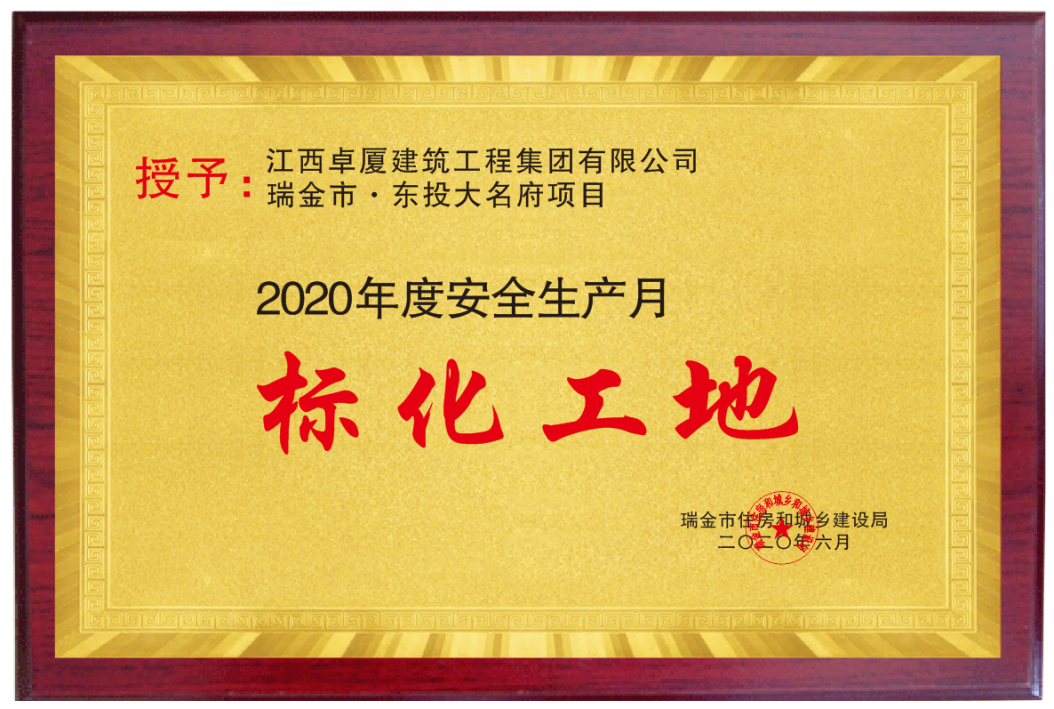 授予：
江西卓厦建筑工程集团有限公司
瑞金市·东投大名府项目
2020年度安全生产月
标化工地
瑞金市住房和城乡建设局
二〇二〇年六月